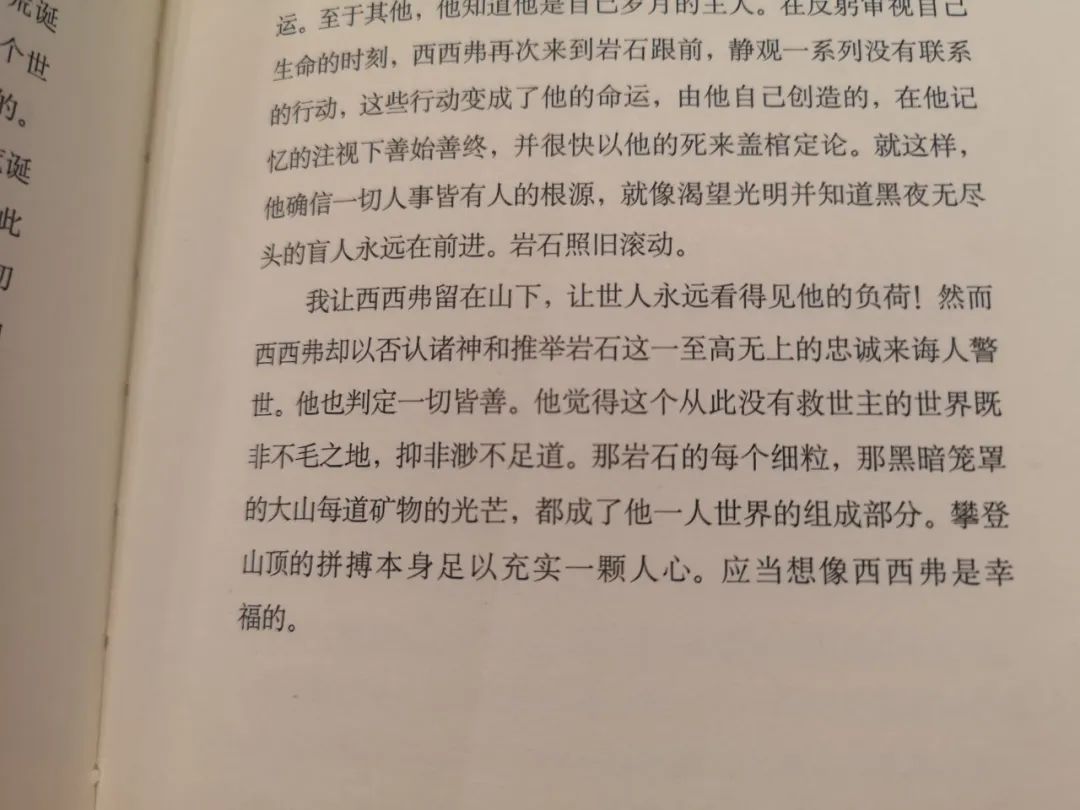 荒诞
个世
的。
荒诞
此
切
运。至于其他，他知道他是自己岁月的主人。在反躬审视自己
生命的时刻，西西弗再次来到岩石跟前，静观一系列没有联系
的行动，这些行动变成了他的命运，由他自己创造的，在他记
忆的注视下善始善终，并很快以他的死来盖棺定论。就这样，
他确信一切人事皆有人的根源，就像渴望光明并知道黑夜无尽
头的盲人永远在前进。岩石照旧滚动。
我让西西弗留在山下，让世人永远看得见他的负荷！然而
西西弗却以否认诸神和推举岩石这一至高无上的忠诚来诲人警
世。他也判定一切皆善。他觉得这个从此没有救世主的世界既
非不毛之地，抑非渺不足道。那岩石的每个细粒，那黑暗笼罩
的大山每道矿物的光芒，都成了他一人世界的组成部分。攀登
山顶的拼搏本身足以充实一颗人心。应当想像西西弗是幸
福的。